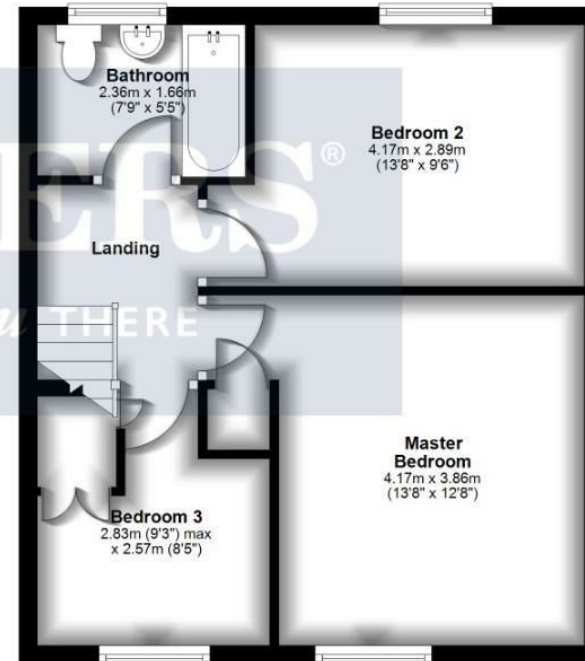 Bathroom
2.36m x 1.66m
(7'9" x 5'5")
Bedroom 2
4.17m x 2.89m
(13'8" x 9'6")
ERS®
Landing
THERE
Master
Bedroom
4.17m x 3.86m
(13'8" x 12'8")
Bedroom 3
2.83m (9'3") max
x 2.57m (8'5")